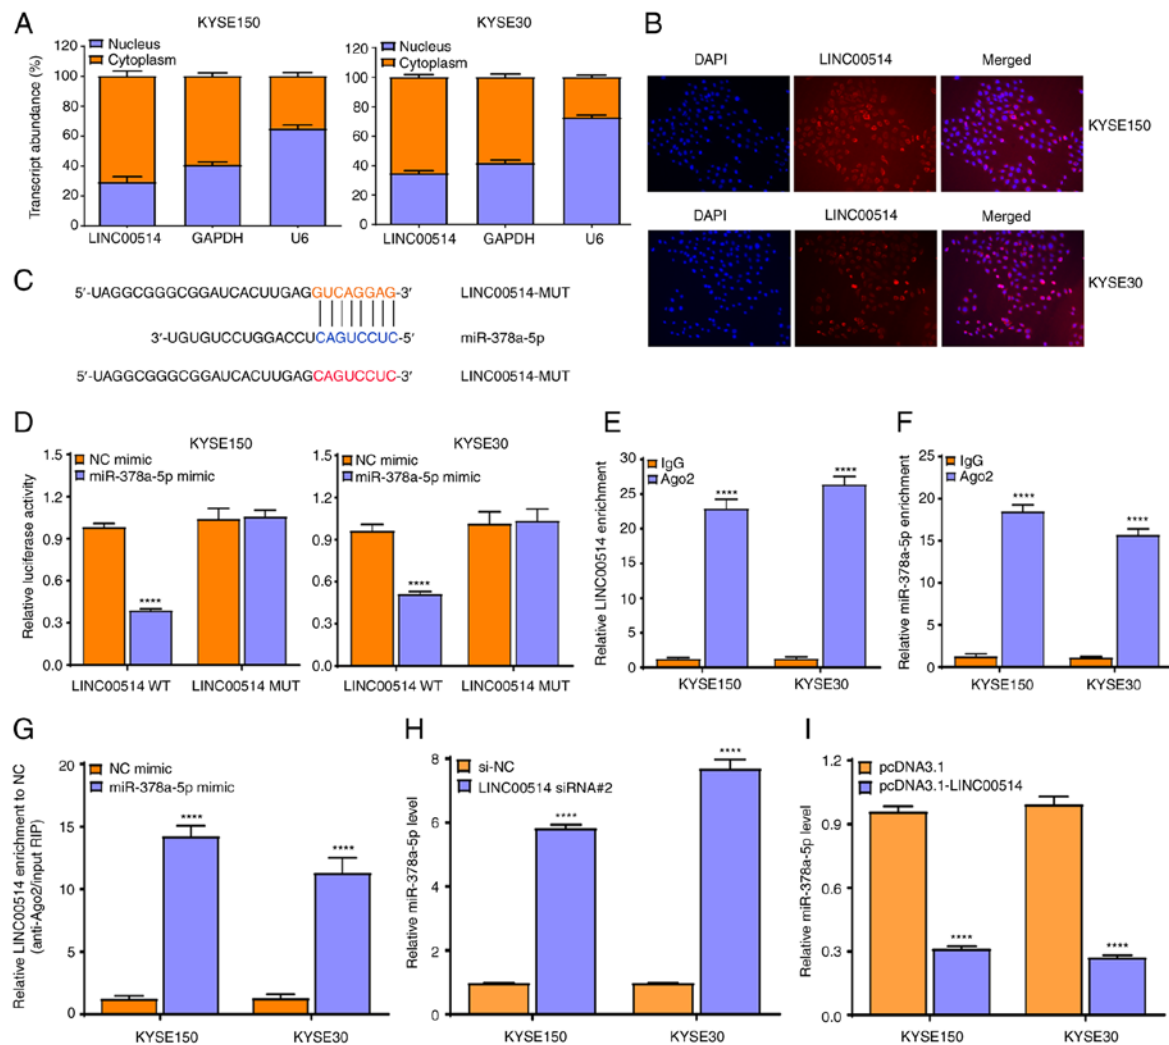 A
KYSE150
120
100
80
60
40
20
0
Transcript abundance (%)
Nucleus
Cytoplasm
LINC00514
GAPDH
U6
KYSE30
120
100
80
60
40
20
0
Nucleus
Cytoplasm
LINC00514
GAPDH
U6
B
DAPI
LINC00514
Merged
KYSE150
DAPI
LINC00514
Merged
KYSE30
C
5′-UAGGCGGGCGGAUCACUUGAGGUCAGGAG-3′
LINC00514-MUT
3′-UGUGUCCUGGACCUCAGUCCUC-5′
miR-378a-5p
5′-UAGGCGGGCGGAUCACUUGAGCAGUCCUC-3′
LINC00514-MUT
D
KYSE150
1.5
1.2
0.9
0.6
0.3
0.0
Relative luciferase activity
NC mimic
miR-378a-5p mimic
****
LINC00514 WT
LINC00514 MUT
KYSE30
1.5
1.2
0.9
0.6
0.3
0.0
NC mimic
miR-378a-5p mimic
****
LINC00514 WT
LINC00514 MUT
E
30
25
20
15
10
5
0
Relative LINC00514 enrichment
IgG
Ago2
****
****
KYSE150
KYSE30
F
25
20
15
10
5
0
Relative miR-378a-5p enrichment
IgG
Ago2
****
****
KYSE150
KYSE30
G
20
15
10
5
0
Relative LINC00514 enrichment to NC
(anti-Ago2/input RIP)
NC mimic
miR-378a-5p mimic
****
****
KYSE150
KYSE30
H
8
6
4
2
0
Relative miR-378a-5p level
si-NC
LINC00514 siRNA#2
****
****
KYSE150
KYSE30
I
1.2
0.9
0.6
0.3
0.0
Relative miR-378a-5p level
pcDNA3.1
pcDNA3.1-LINC00514
****
****
KYSE150
KYSE30